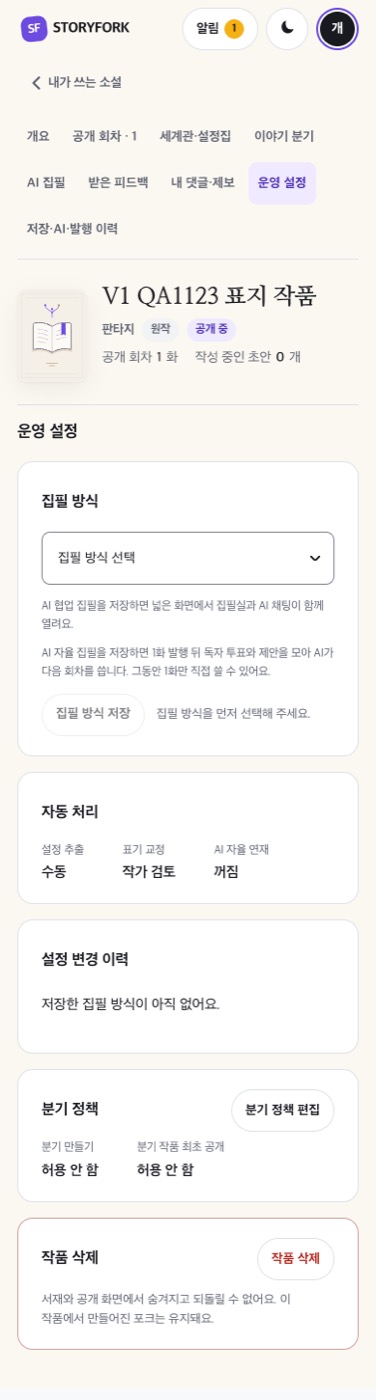 SF STORYFORK
알림 1
개
내가 쓰는 소설
개요 공개 회차 · 1 세계관·설정집 이야기 분기
AI 집필 받은 피드백 내 댓글·제보 운영 설정
저장·AI·발행 이력
V1 QA1123 표지 작품
판타지 원작 공개 중
공개 회차 1 화 작성 중인 초안 0 개
운영 설정
집필 방식
집필 방식 선택
AI 협업 집필을 저장하면 넓은 화면에서 집필실과 AI 채팅이 함께
열려요.
AI 자율 집필을 저장하면 1화 발행 뒤 독자 투표와 제안을 모아 AI가
다음 회차를 씁니다. 그동안 1화만 직접 쓸 수 있어요.
집필 방식 저장 집필 방식을 먼저 선택해 주세요.
자동 처리
설정 추출 표기 교정 AI 자율 연재
수동 작가 검토 꺼짐
설정 변경 이력
저장한 집필 방식이 아직 없어요.
분기 정책 분기 정책 편집
분기 만들기 분기 작품 최초 공개
허용 안 함 허용 안 함
작품 삭제 작품 삭제
서재와 공개 화면에서 숨겨지고 되돌릴 수 없어요. 이
작품에서 만들어진 포크는 유지돼요.